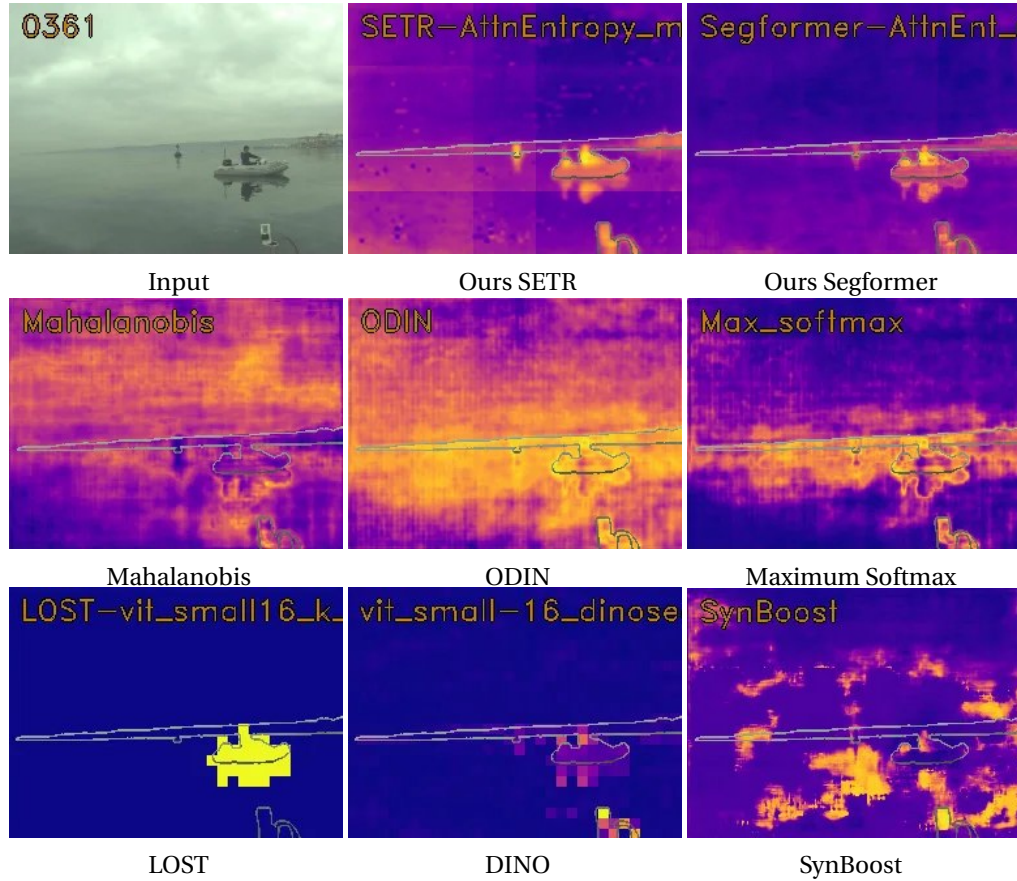 0361
SETR-AttnEntropy_m
Segformer-AttnEnt_
Input
Ours SETR
Ours Segformer
Mahalanobis
ODIN
Max_softmax
Mahalanobis
ODIN
Maximum Softmax
LOST-vit_small16_k_
vit_small-16_dinose
SynBoost
LOST
DINO
SynBoost